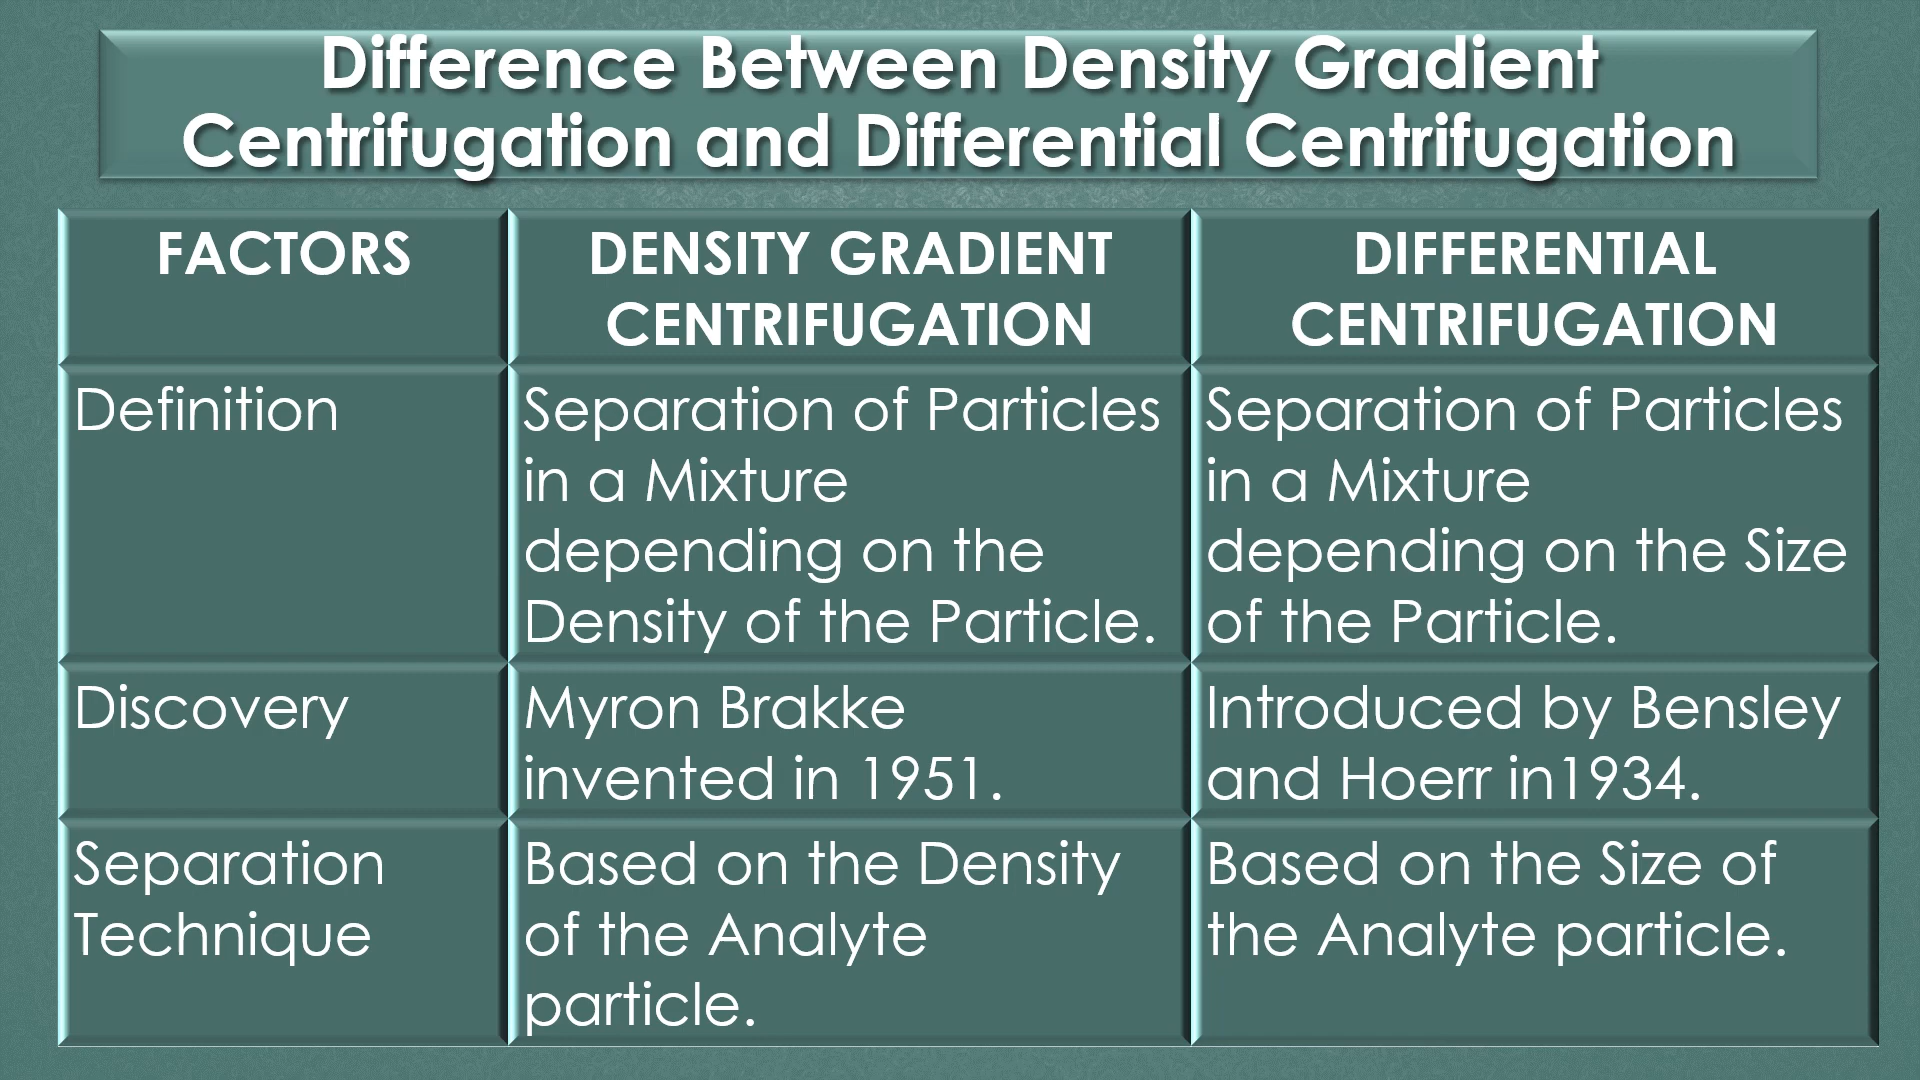 Difference Between Density Gradient
Centrifugation and Differential Centrifugation
FACTORS
DENSITY GRADIENT
CENTRIFUGATION
DIFFERENTIAL
CENTRIFUGATION
Definition
Separation of Particles
in a Mixture
depending on the
Density of the Particle.
Separation of Particles
in a Mixture
depending on the Size
of the Particle.
Discovery
Myron Brakke
invented in 1951.
Introduced by Bensley
and Hoerr in1934.
Separation
Technique
Based on the Density
of the Analyte
particle.
Based on the Size of
the Analyte particle.